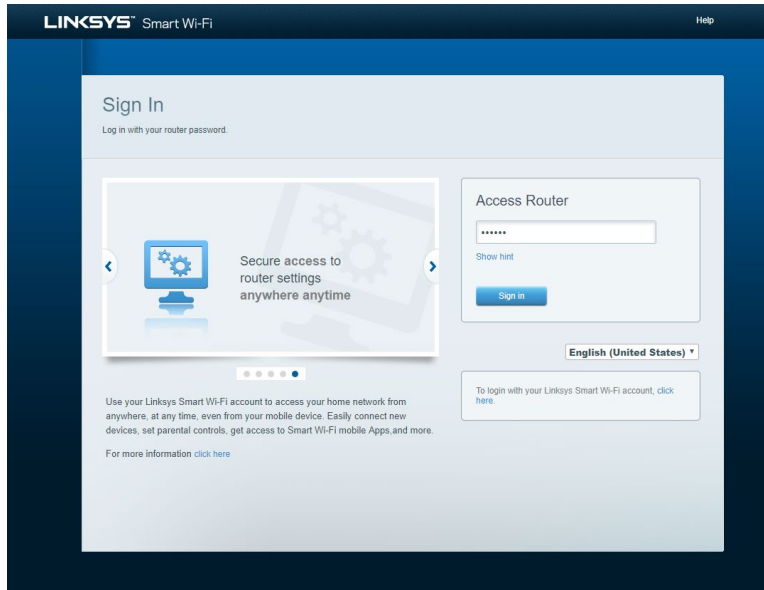 LINKSYS™ Smart Wi-Fi
Help
Sign In
Log in with your router password.
Secure access to
router settings
anywhere anytime
Use your Linksys Smart Wi-Fi account to access your home network from
anywhere, at any time, even from your mobile device. Easily connect new
devices, set parental controls, get access to Smart Wi-Fi mobile Apps,and more.
For more information click here
Access Router
••••••
Show hint
Sign in
English (United States)
To login with your Linksys Smart Wi-Fi account, click
here.